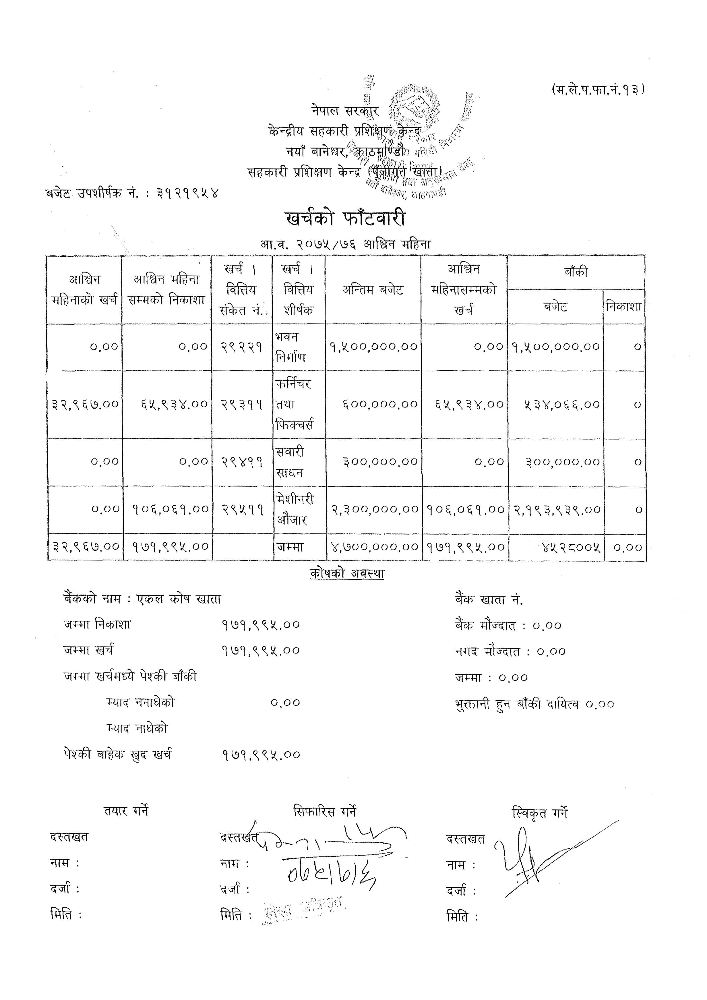 (म.ले.प.फा.नं.१३)
नेपाल सरकार
केन्द्रीय सहकारी प्रशिक्षण केन्द्र
नयाँ बानेश्वर, काठमाण्डौ
सहकारी प्रशिक्षण केन्द्र (पूँजीगत खाता)
नयाँ बानेश्वर, काठमाण्डौ
बजेट उपशीर्षक नं. : ३१२१९५४
खर्चको फाँटवारी
आ.व. २०७५/७६ आश्विन महिना
आश्विन महिनाको खर्च आश्विन महिना सम्मको निकाशा खर्च । वित्तिय संकेत नं. खर्च । वित्तिय शीर्षक अन्तिम बजेट आश्विन महिनासम्मको खर्च बाँकी
बजेट निकाशा
०.०० ०.०० २९२२१ भवन निर्माण १,५००,०००.०० ०.०० १,५००,०००.०० ०
३२,९६७.०० ६५,९३४.०० २९३११ फर्निचर तथा फिक्चर्स ६००,०००.०० ६५,९३४.०० ५३४,०६६.०० ०
०.०० ०.०० २९४११ सवारी साधन ३००,०००.०० ०.०० ३००,०००.०० ०
०.०० १०६,०६१.०० २९५११ मेशीनरी औजार २,३००,०००.०० १०६,०६१.०० २,१९३,९३९.०० ०
३२,९६७.०० १७१,९९५.०० जम्मा ४,७००,०००.०० १७१,९९५.०० ४५२८००५ ०.००
कोषको अवस्था
बैंकको नाम : एकल कोष खाता बैंक खाता नं.
जम्मा निकाशा १७१,९९५.०० बैंक मौज्दात : ०.००
जम्मा खर्च १७१,९९५.०० नगद मौज्दात : ०.००
जम्मा खर्चमध्ये पेश्की बाँकी जम्मा : ०.००
म्याद ननाघेको ०.०० भुक्तानी हुन बाँकी दायित्व ०.००
म्याद नाघेको
पेश्की बाहेक खुद खर्च १७१,९९५.००
तयार गर्ने सिफारिस गर्ने स्विकृत गर्ने
दस्तखत दस्तखत दस्तखत
नाम : नाम : नाम :
दर्जा : दर्जा : दर्जा :
मिति : मिति : लेखा अधिकृत मिति :